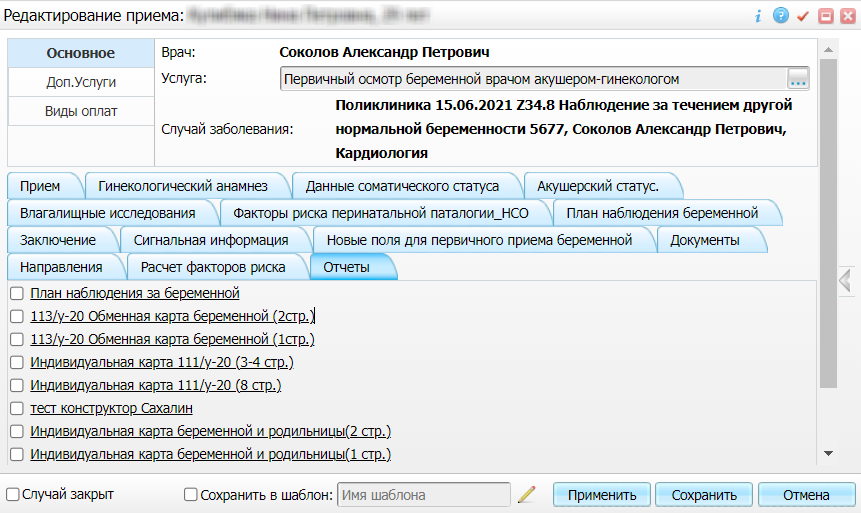 Редактирование приема:
Основное
Доп.Услуги
Виды оплат
Врач: Соколов Александр Петрович
Услуга: Первичный осмотр беременной врачом акушером-гинекологом ...
Случай заболевания: Поликлиника 15.06.2021 Z34.8 Наблюдение за течением другой
нормальной беременности 5677, Соколов Александр Петрович,
Кардиология
Прием Гинекологический анамнез Данные соматического статуса Акушерский статус.
Влагалищные исследования Факторы риска перинатальной паталогии_НСО План наблюдения беременной
Заключение Сигнальная информация Новые поля для первичного приема беременной Документы
Направления Расчет факторов риска Отчеты
План наблюдения за беременной
113/у-20 Обменная карта беременной (2стр.)
113/у-20 Обменная карта беременной (1стр.)
Индивидуальная карта 111/у-20 (3-4 стр.)
Индивидуальная карта 111/у-20 (8 стр.)
тест конструктор Сахалин
Индивидуальная карта беременной и родильницы(2 стр.)
Индивидуальная карта беременной и родильницы(1 стр.)
Случай закрыт Сохранить в шаблон: Имя шаблона Применить Сохранить Отмена